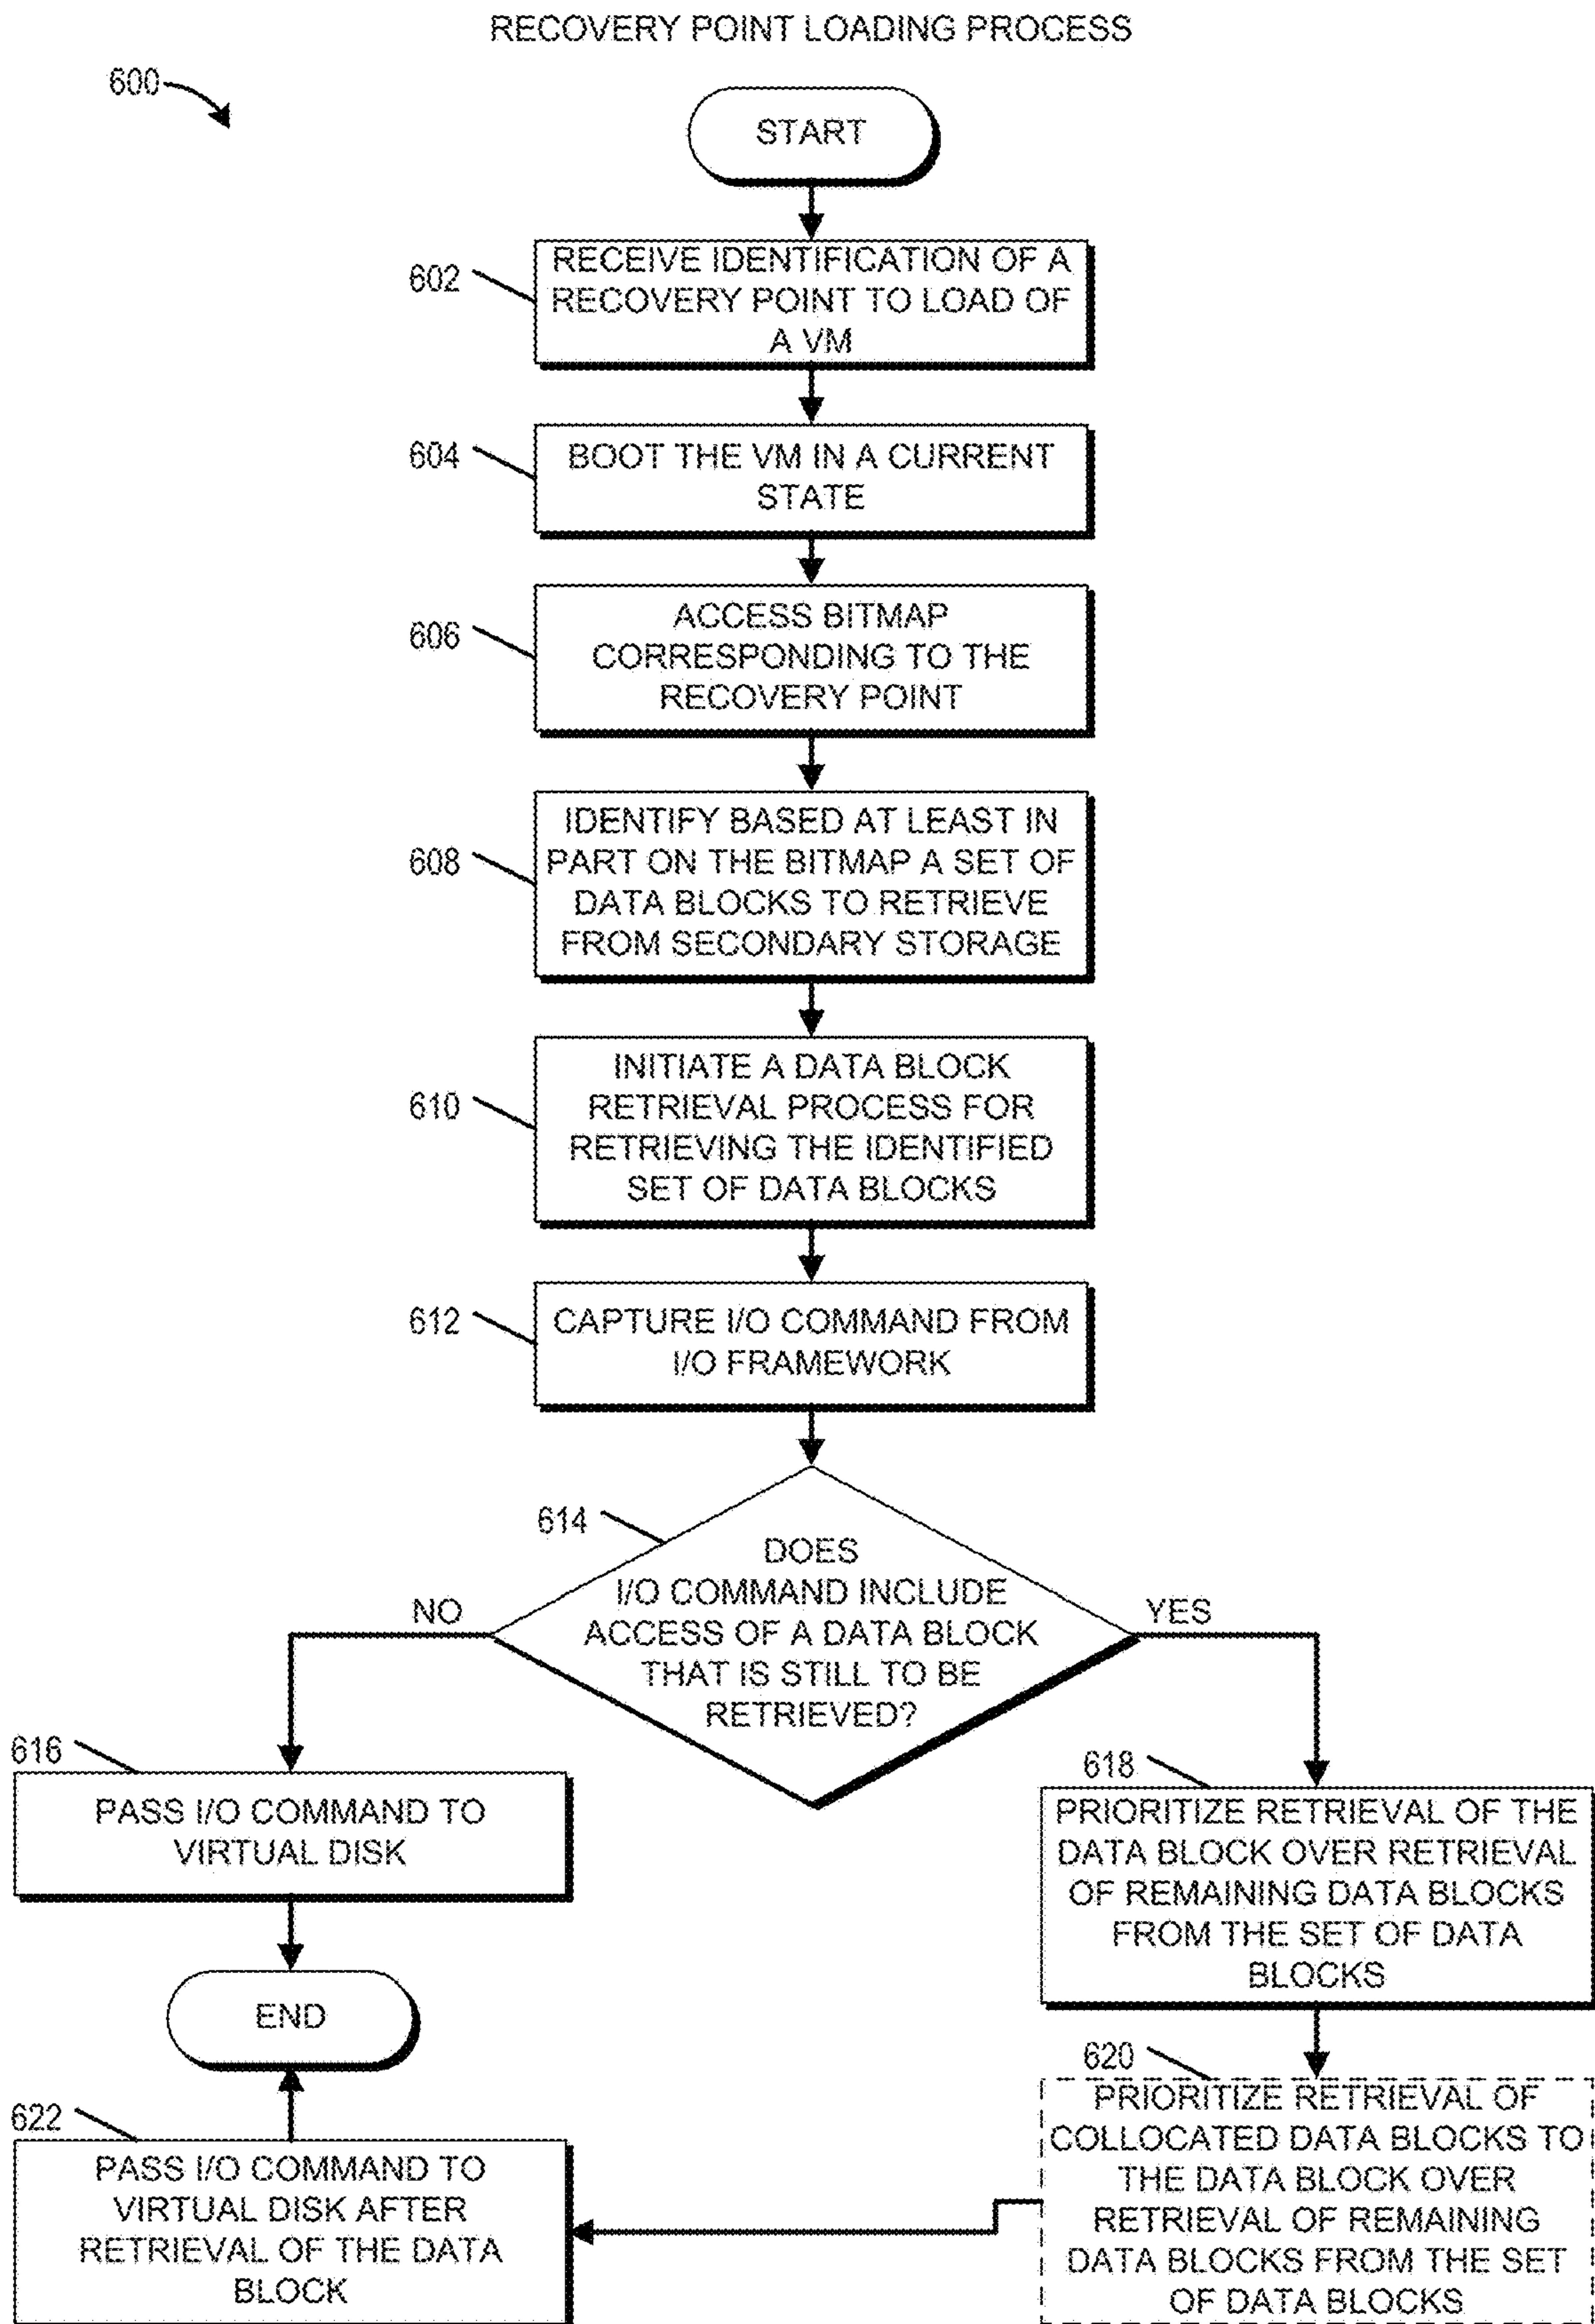 RECOVERY POINT LOADING PROCESS
600
START
602
RECEIVE IDENTIFICATION OF A
RECOVERY POINT TO LOAD OF
A VM
604
BOOT THE VM IN A CURRENT
STATE
606
ACCESS BITMAP
CORRESPONDING TO THE
RECOVERY POINT
608
IDENTIFY BASED AT LEAST IN
PART ON THE BITMAP A SET OF
DATA BLOCKS TO RETRIEVE
FROM SECONDARY STORAGE
610
INITIATE A DATA BLOCK
RETRIEVAL PROCESS FOR
RETRIEVING THE IDENTIFIED
SET OF DATA BLOCKS
612
CAPTURE I/O COMMAND FROM
I/O FRAMEWORK
614
DOES
I/O COMMAND INCLUDE
ACCESS OF A DATA BLOCK
THAT IS STILL TO BE
RETRIEVED?
NO
YES
616
PASS I/O COMMAND TO
VIRTUAL DISK
618
PRIORITIZE RETRIEVAL OF THE
DATA BLOCK OVER RETRIEVAL
OF REMAINING DATA BLOCKS
FROM THE SET OF DATA
BLOCKS
END
620
PRIORITIZE RETRIEVAL OF
COLLOCATED DATA BLOCKS TO
THE DATA BLOCK OVER
RETRIEVAL OF REMAINING
DATA BLOCKS FROM THE SET
OF DATA BLOCKS
622
PASS I/O COMMAND TO
VIRTUAL DISK AFTER
RETRIEVAL OF THE DATA
BLOCK